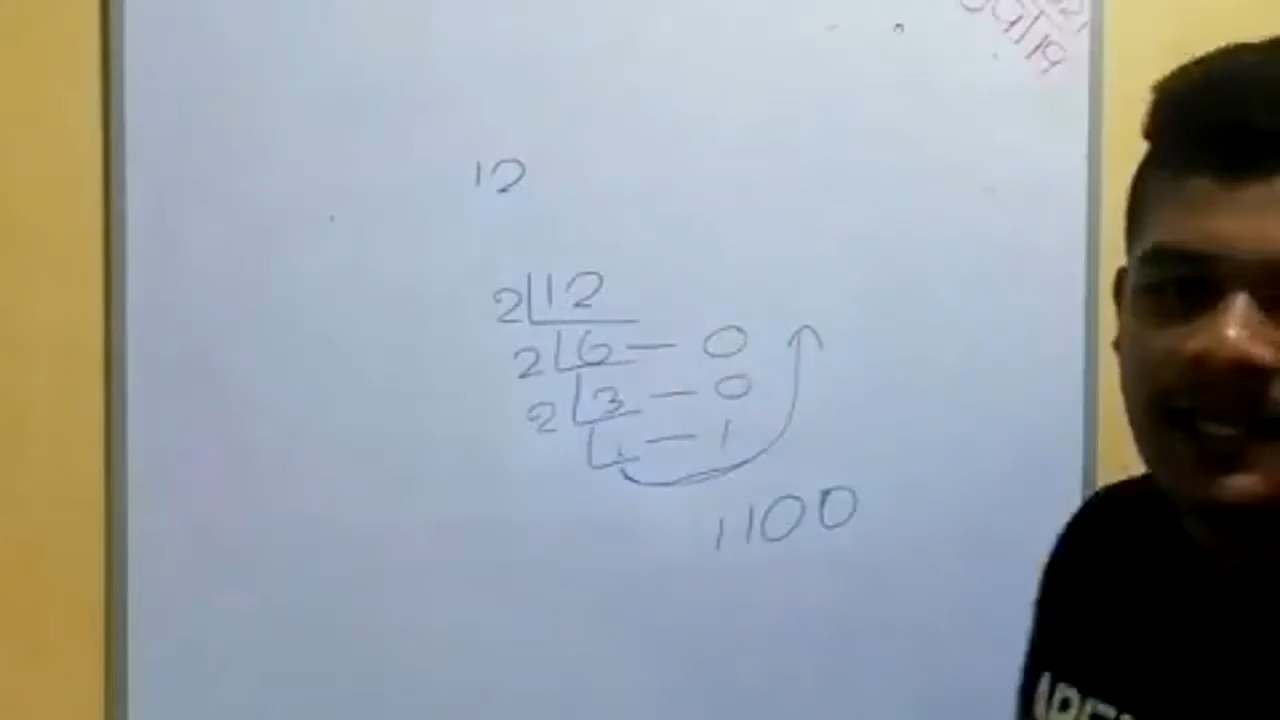 12
2 12
2 6 — 0
2 3 — 0
1 — 1
1100